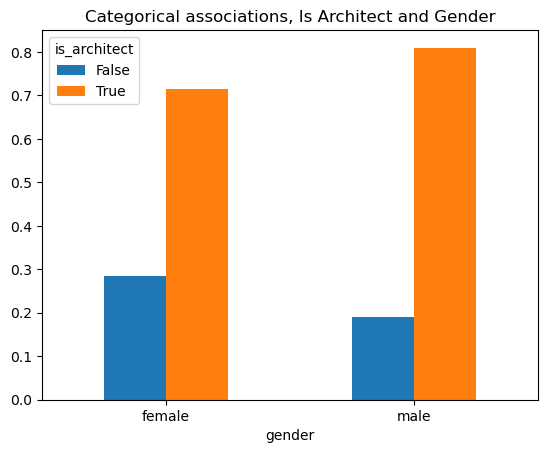 Categorical associations, Is Architect and Gender
is_architect
False
True
0.8
0.7
0.6
0.5
0.4
0.3
0.2
0.1
0.0
female
male
gender